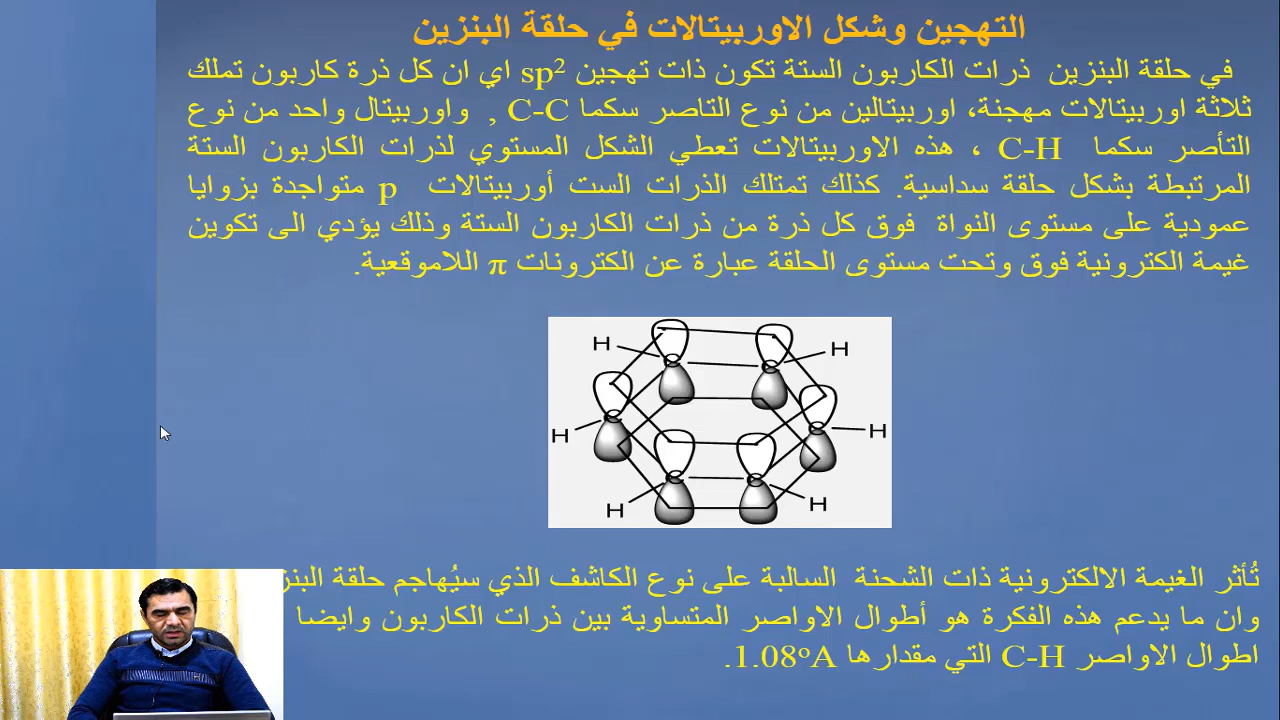 التهجين وشكل الاوربيتالات في حلقة البنزين
في حلقة البنزين ذرات الكاربون الستة تكون ذات تهجين sp² اي ان كل ذرة كاربون تملك
ثلاثة اوربيتالات مهجنة، اوربيتالين من نوع التاصر سكما C-C , واوربيتال واحد من نوع
التأصر سكما C-H ، هذه الاوربيتالات تعطي الشكل المستوي لذرات الكاربون الستة
المرتبطة بشكل حلقة سداسية. كذلك تمتلك الذرات الست أوربيتالات p متواجدة بزوايا
عمودية على مستوى النواة فوق كل ذرة من ذرات الكاربون الستة وذلك يؤدي الى تكوين
غيمة الكترونية فوق وتحت مستوى الحلقة عبارة عن الكترونات π اللاموقعية.
H H
H H
H H
تُأثر الغيمة الالكترونية ذات الشحنة السالبة على نوع الكاشف الذي سيُهاجم حلقة
وان ما يدعم هذه الفكرة هو أطوال الاواصر المتساوية بين ذرات الكاربون وايضا
اطوال الاواصر C-H التي مقدارها 1.08ºA.